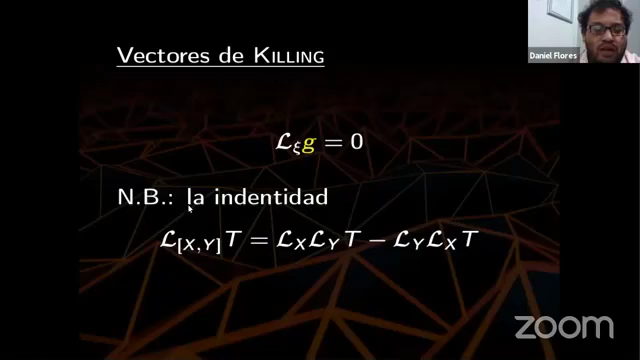 Vectores de KILLING
Daniel Flores
ℒ_ξ g = 0
N.B.: la indentidad
ℒ_[X,Y] T = ℒ_X ℒ_Y T − ℒ_Y ℒ_X T
zoom